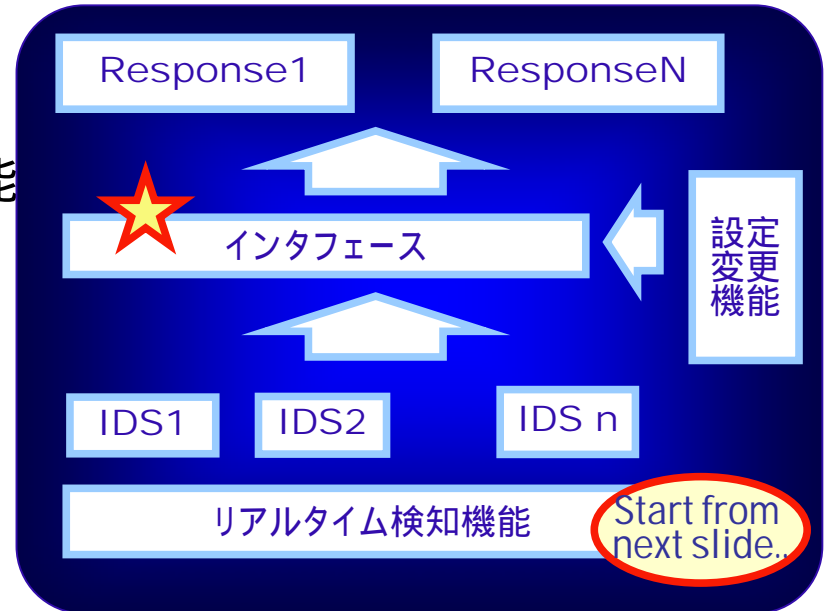 Response1
ResponseN
能
インタフェース
設定
変更
機能
IDS1
IDS2
IDS n
リアルタイム検知機能
Start from
next slide..